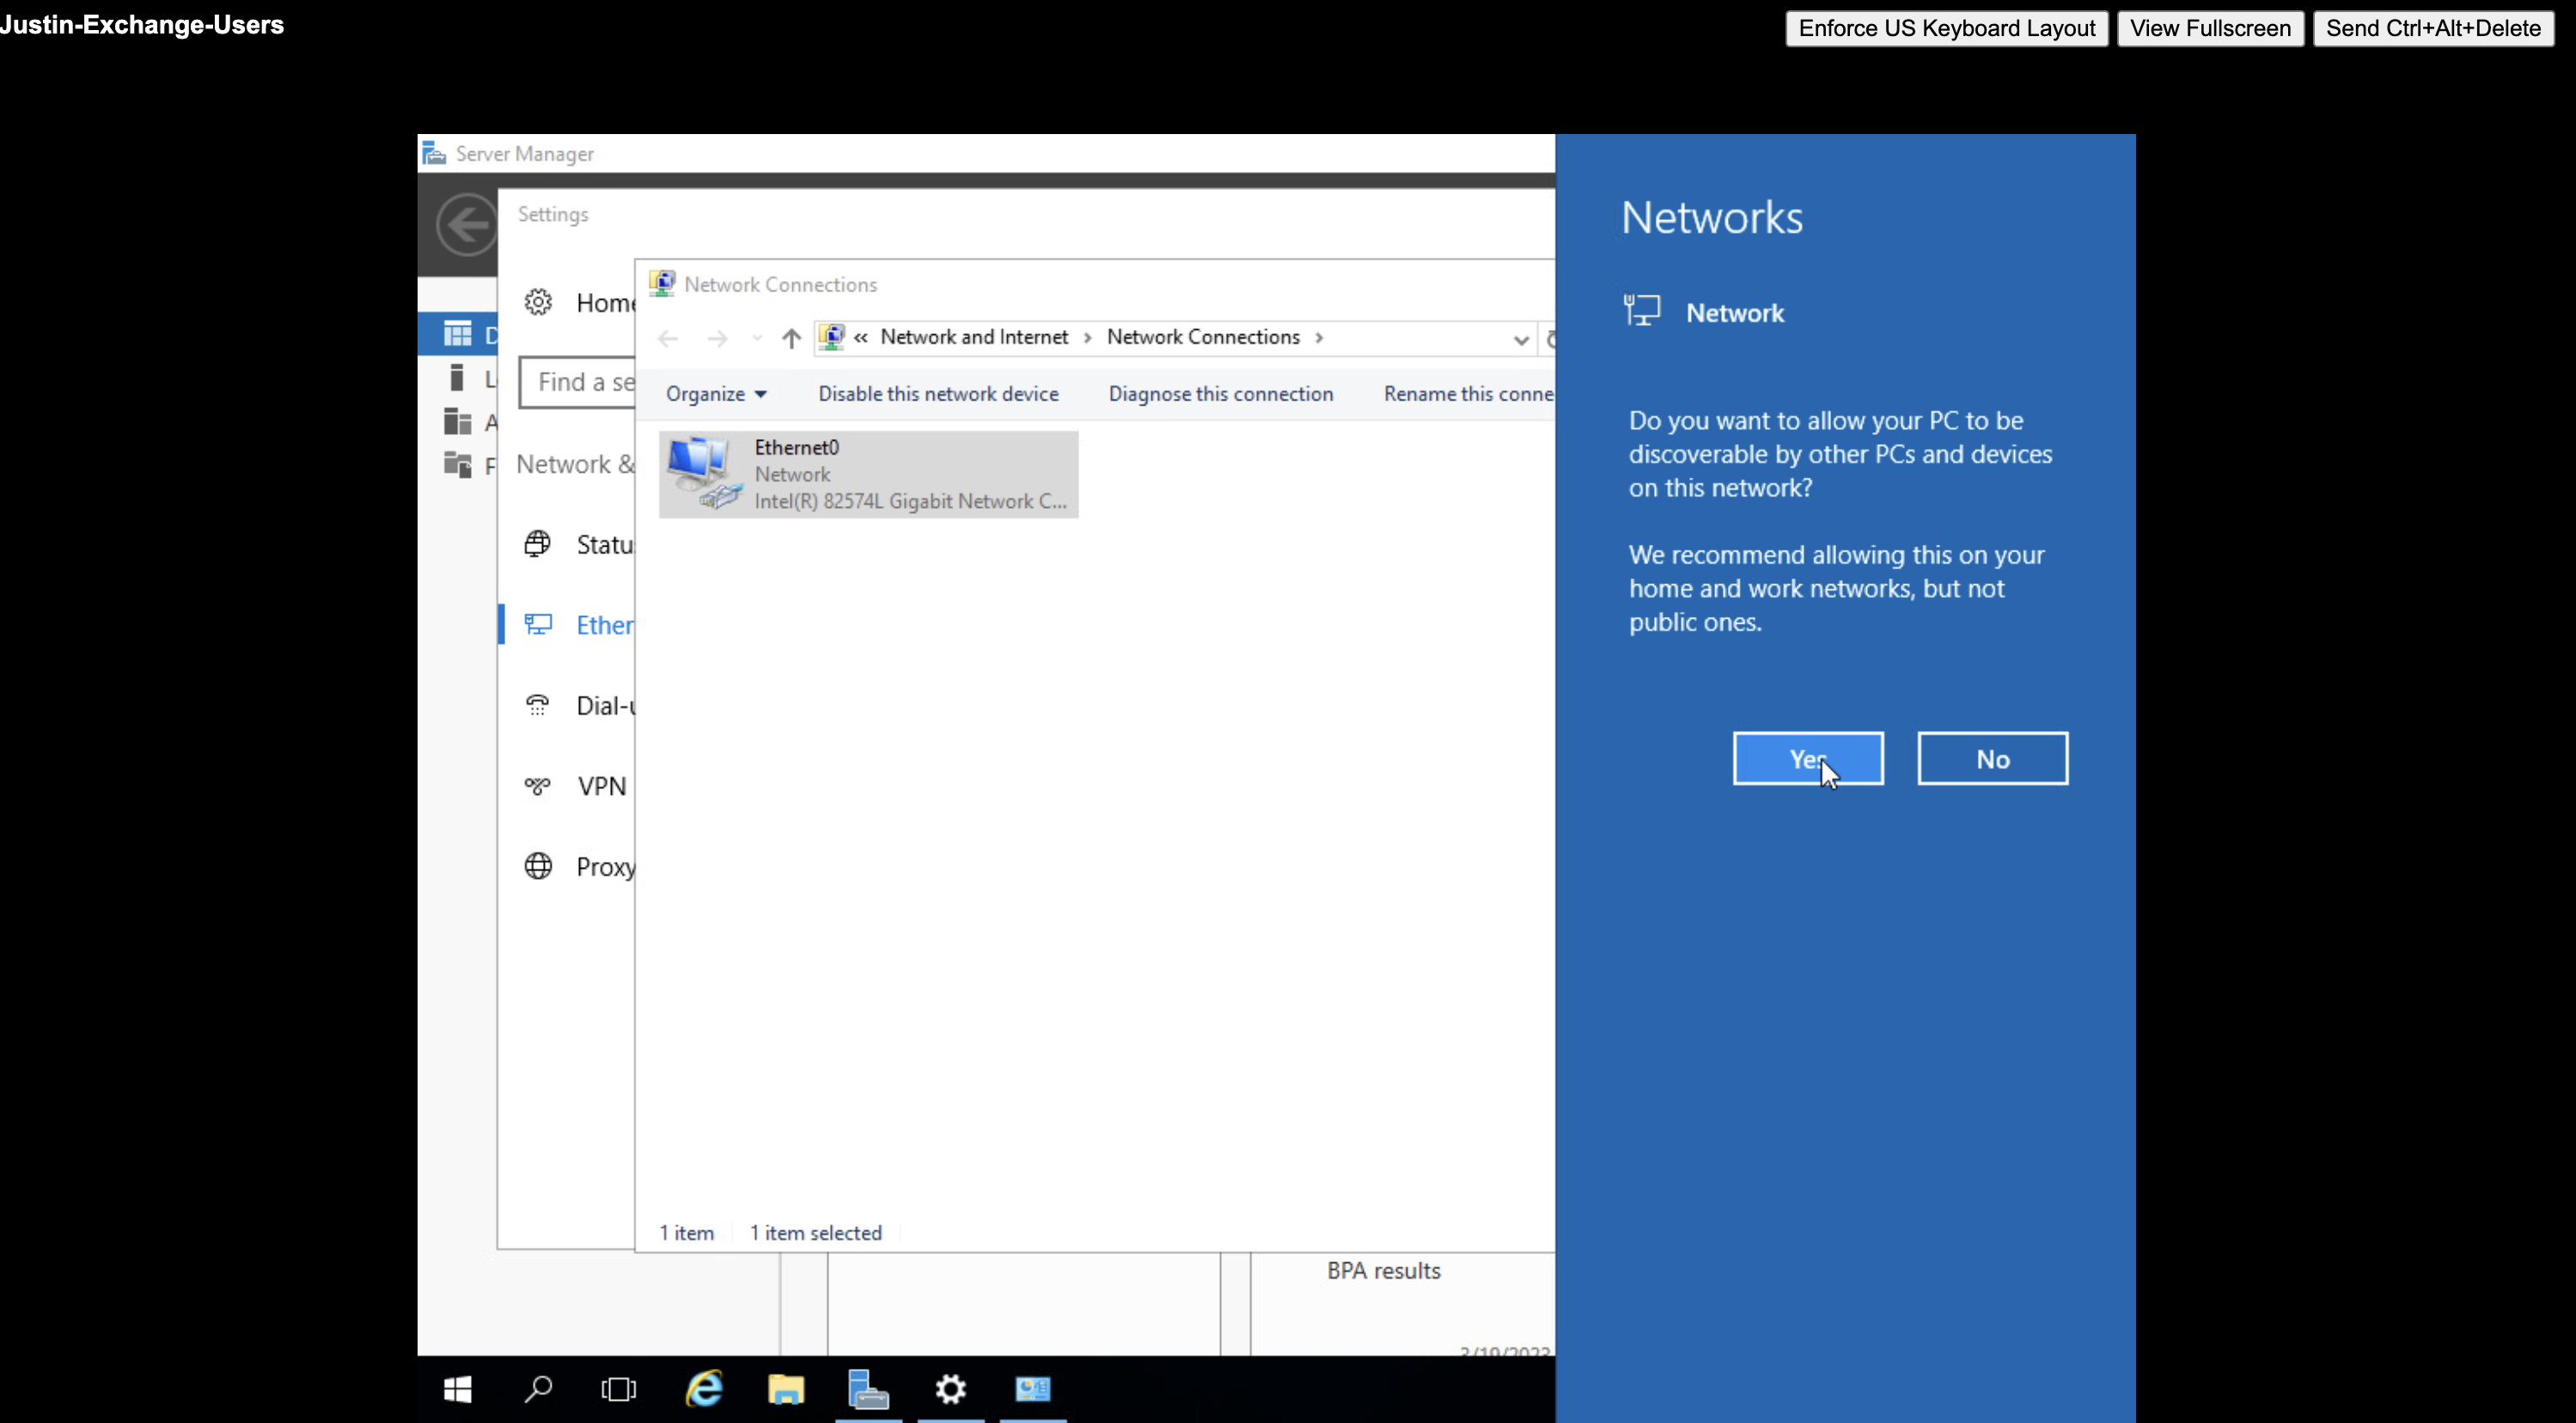 Justin-Exchange-Users
Enforce US Keyboard Layout
View Fullscreen
Send Ctrl+Alt+Delete
Server Manager
Settings
Home
Find a se
Network &
Statu
Ether
Dial-u
VPN
Proxy
D
L
A
F
Network Connections
« Network and Internet > Network Connections >
Organize Disable this network device Diagnose this connection Rename this conne
Ethernet0
Network
Intel(R) 82574L Gigabit Network C...
1 item 1 item selected
BPA results
3/19/2023
Networks
Network
Do you want to allow your PC to be
discoverable by other PCs and devices
on this network?
We recommend allowing this on your
home and work networks, but not
public ones.
Yes
No